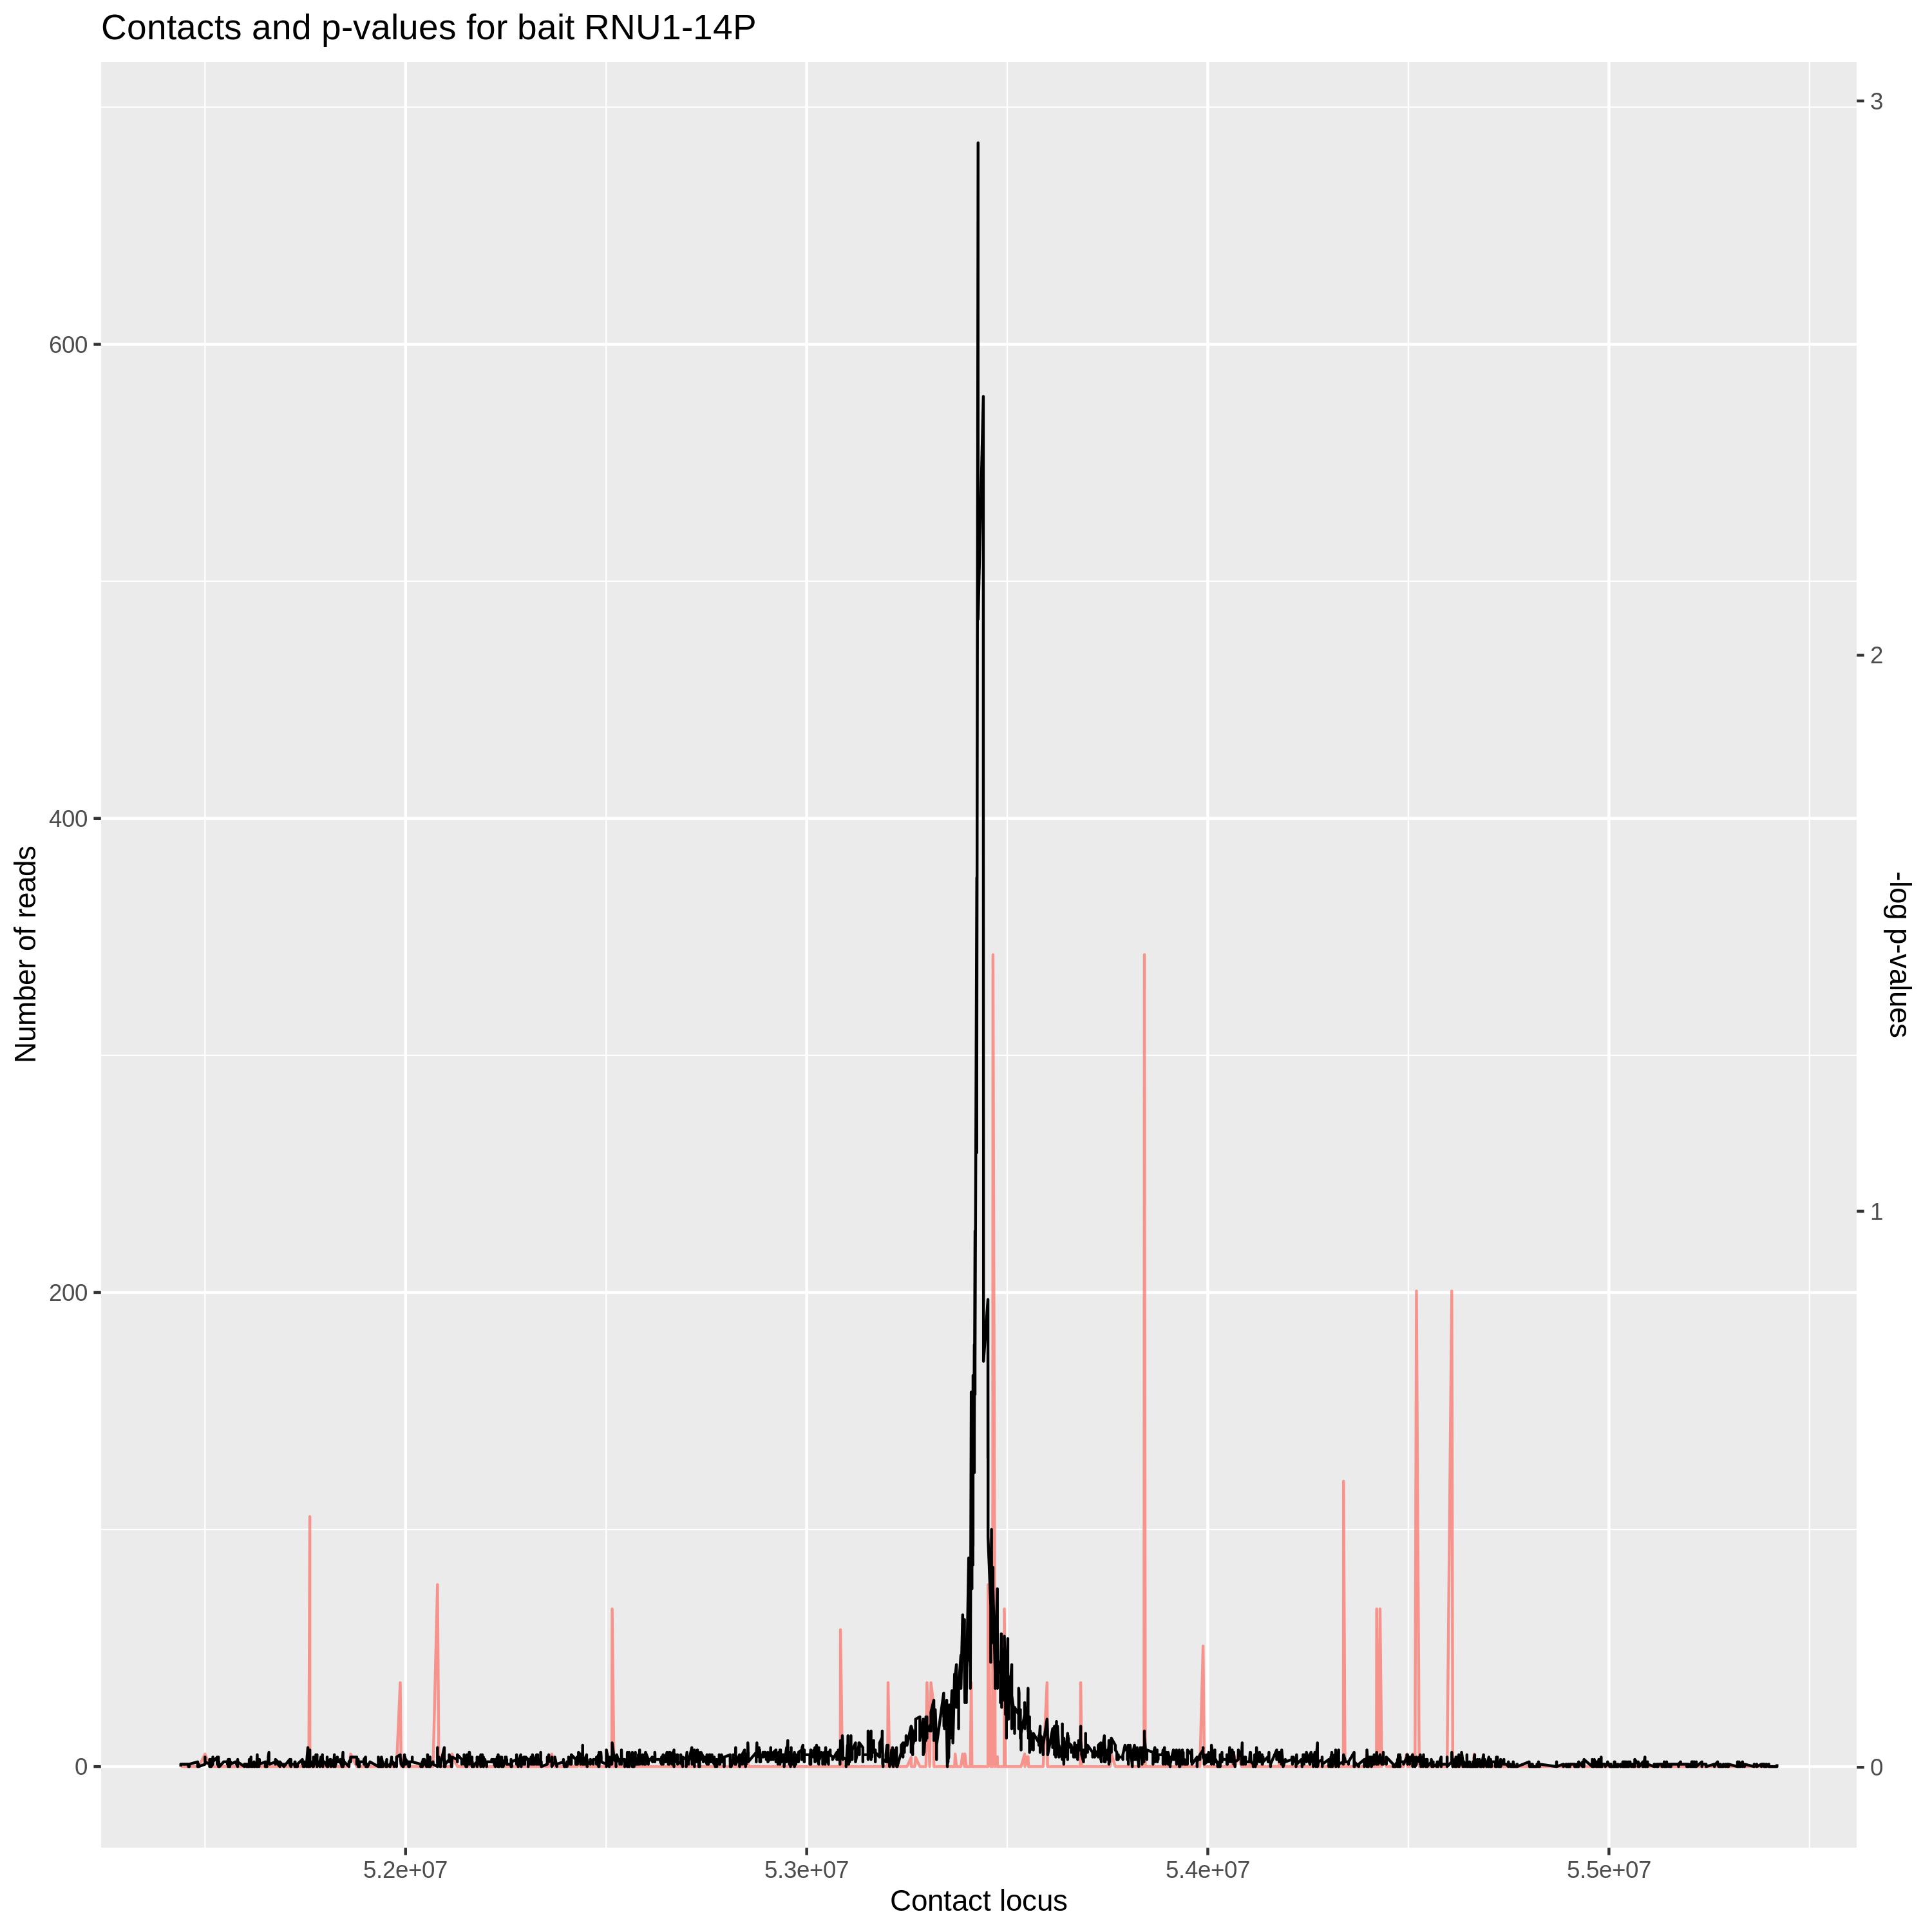 Contacts and p-values for bait RNU1-14P
3
600
2
400
Number of reads
-log p-values
1
200
0
0
5.2e+07 5.3e+07 5.4e+07 5.5e+07
Contact locus